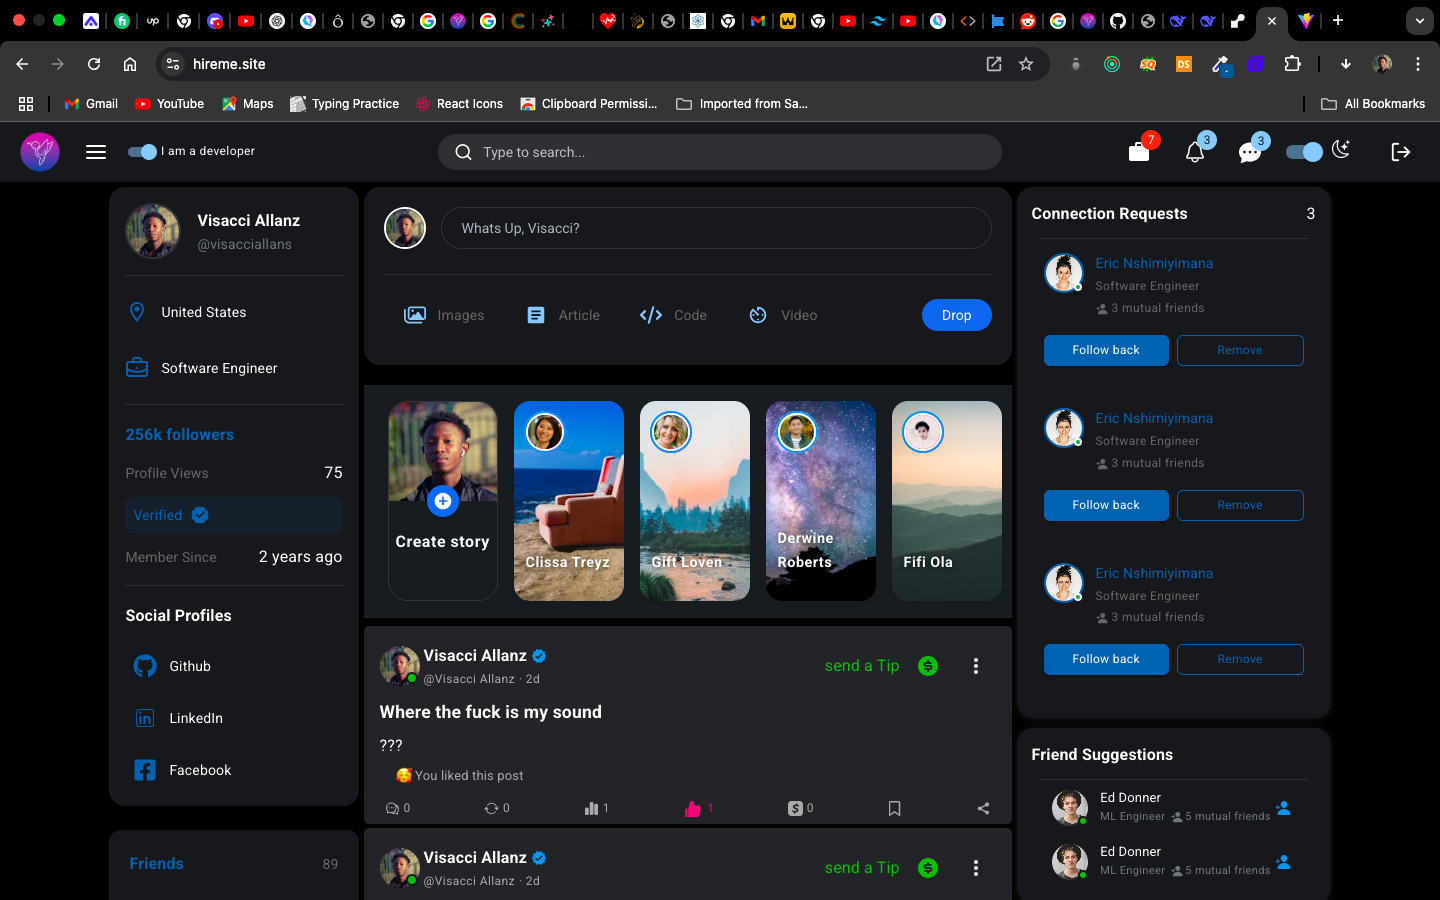 hireme.site
Gmail
YouTube
Maps
Typing Practice
React Icons
Clipboard Permissi...
Imported from Sa...
All Bookmarks
I am a developer
Type to search...
7
3
3
Visacci Allanz
@visacciallans
United States
Software Engineer
256k followers
Profile Views 75
Verified
Member Since 2 years ago
Social Profiles
Github
LinkedIn
Facebook
Friends 89
Whats Up, Visacci?
Images
Article
Code
Video
Drop
Create story
Clissa Treyz
Gift Loven
Derwine
Roberts
Fifi Ola
Visacci Allanz
@Visacci Allanz · 2d
send a Tip
Where the fuck is my sound
???
🥰 You liked this post
0 0 1 1 0
Visacci Allanz
@Visacci Allanz · 2d
send a Tip
Connection Requests 3
Eric Nshimiyimana
Software Engineer
3 mutual friends
Follow back Remove
Eric Nshimiyimana
Software Engineer
3 mutual friends
Follow back Remove
Eric Nshimiyimana
Software Engineer
3 mutual friends
Follow back Remove
Friend Suggestions
Ed Donner
ML Engineer 5 mutual friends
Ed Donner
ML Engineer 5 mutual friends